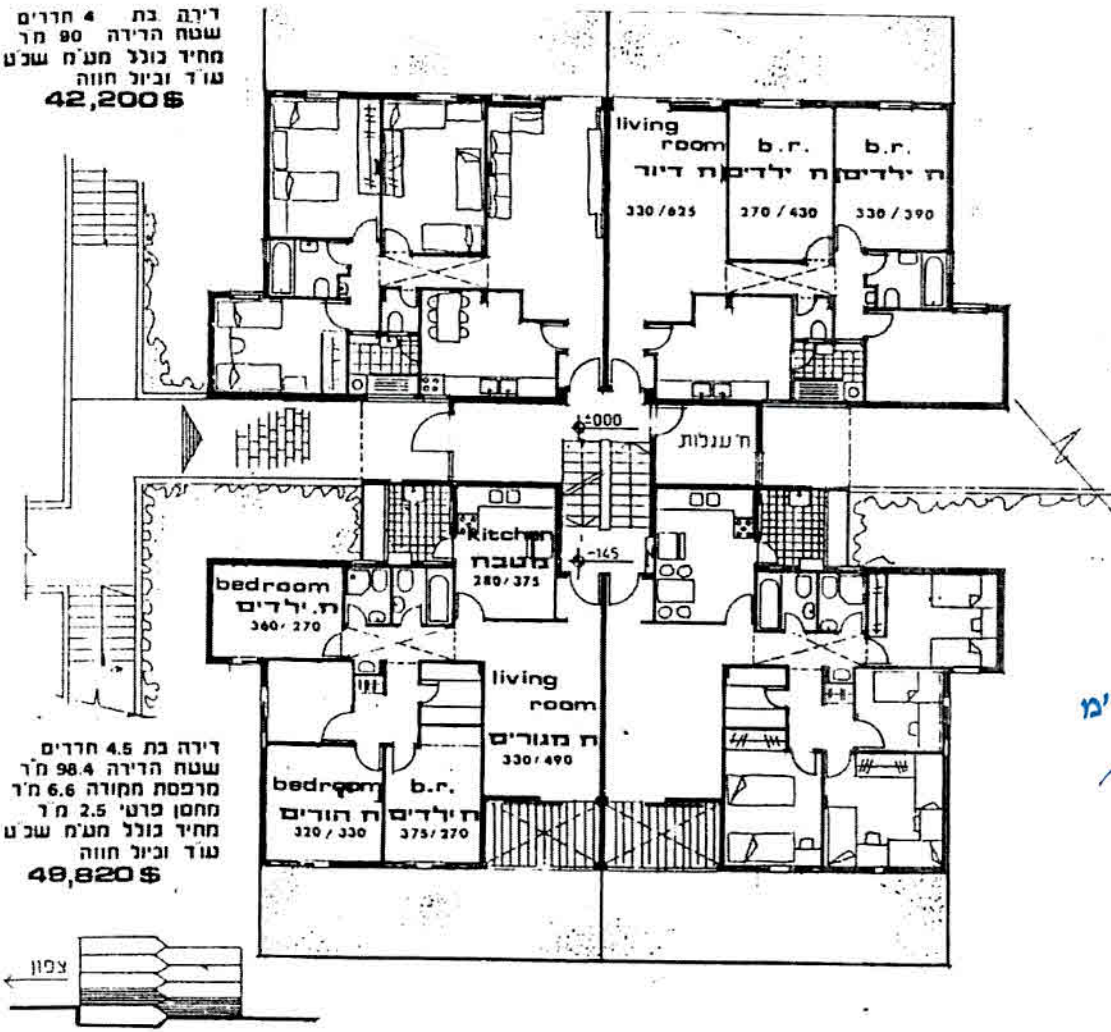 דירה בת 4 חדרים
שטח הדירה 90 מ"ר
מחיר כולל מע"מ שכ"ט
עו"ד וביול חווה
42,200$
living
room
ח דיור
330/625
b.r.
ח ילדים
270/430
b.r.
ח ילדים
330/390
±000
ח' עגלות
-145
kitchen
מטבח
280/375
bedroom
ח. ילדים
360/270
living
room
ח מגורים
330/490
bedroom
ח הורים
320/330
b.r.
ח ילדים
375/270
דירה בת 4.5 חדרים
שטח הדירה 98.4 מ"ר
מרפסת מקורה 6.6 מ"ר
מחסן פרטי 2.5 מ"ר
מחיר כולל מע"מ שכ"ט
עו"ד וביול חווה
49,820$
צפון